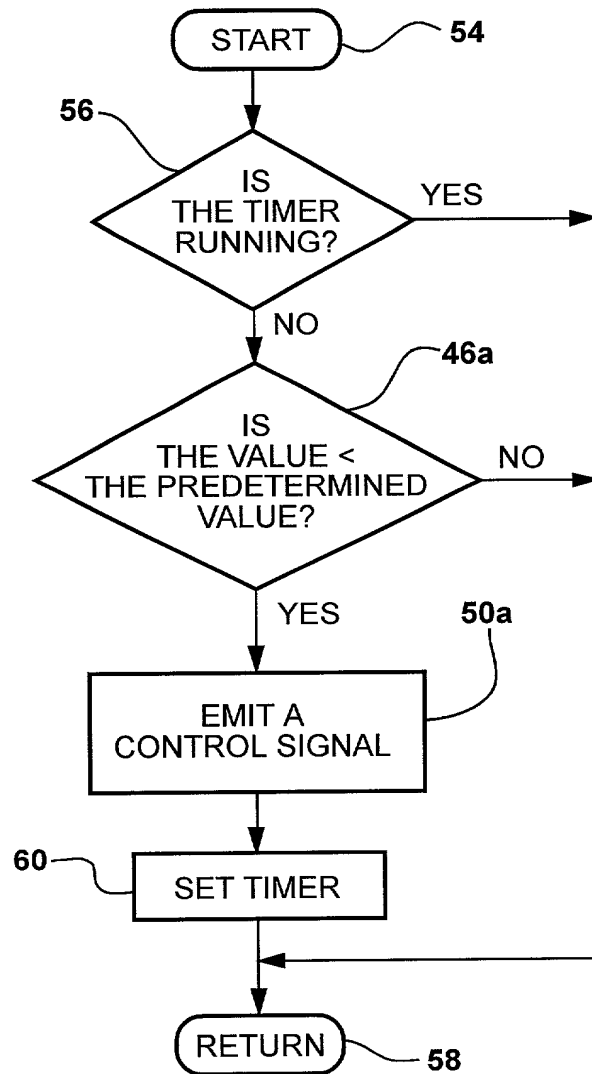 START
54
56
IS
THE TIMER
RUNNING?
YES
NO
46a
IS
THE VALUE <
THE PREDETERMINED
VALUE?
NO
YES
50a
EMIT A
CONTROL SIGNAL
60
SET TIMER
RETURN
58